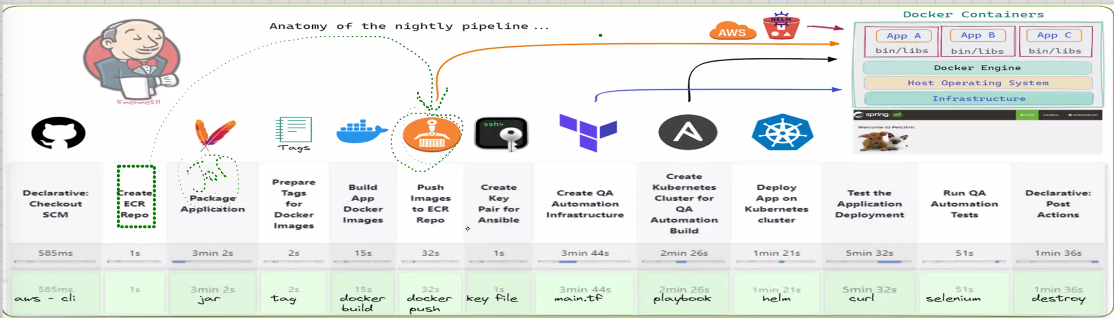 Anatomy of the nightly pipeline...
Docker Containers
AWS
HELM
App A
App B
App C
bin/libs
bin/libs
bin/libs
Docker Engine
Host Operating System
Infrastructure
spring
Welcome to Petclinic
Tags
ssh>
Declarative:
Checkout
SCM
Create
ECR
Repo
Package
Application
Prepare
Tags
for
Docker
Images
Build
App
Docker
Images
Push
Images
to ECR
Repo
Create
Key
Pair for
Ansible
Create QA
Automation
Infrastructure
Create
Kubernetes
Cluster for
QA
Automation
Build
Deploy
App on
Kubernetes
cluster
Test the
Application
Deployment
Run QA
Automation
Tests
Declarative:
Post
Actions
585ms
1s
3min 2s
2s
15s
32s
1s
3min 44s
2min 26s
1min 21s
5min 32s
51s
1min 36s
585ms
1s
3min 2s
2s
15s
32s
1s
3min 44s
2min 26s
1min 21s
5min 32s
51s
1min 36s
aws - cli
jar
tag
docker
build
docker
push
key file
main.tf
playbook
helm
curl
selenium
destroy